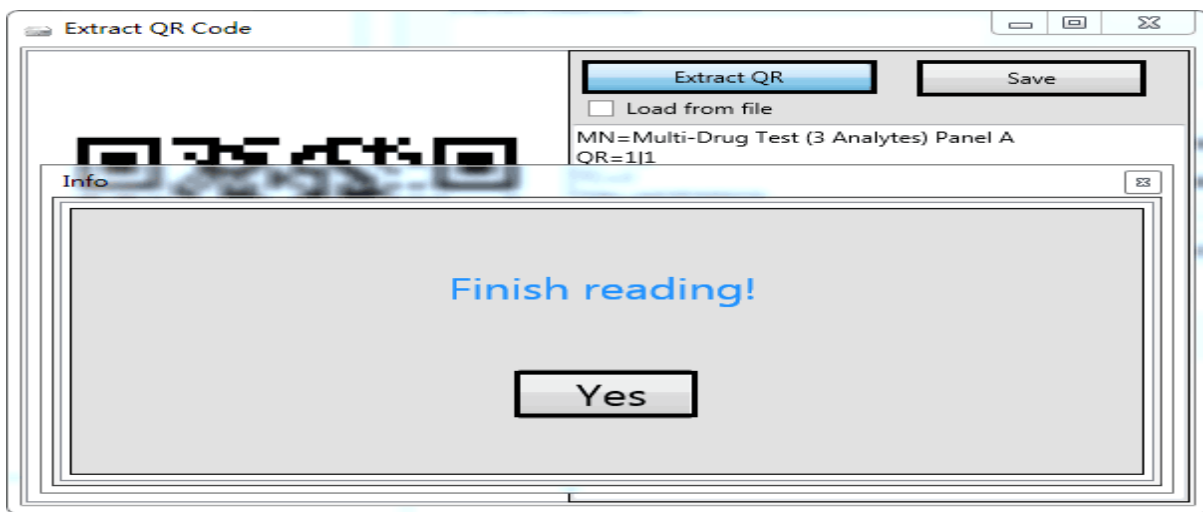 Extract QR Code
Extract QR
Save
Load from file
MN=Multi-Drug Test (3 Analytes) Panel A
QR=1|1
Info
Finish reading!
Yes